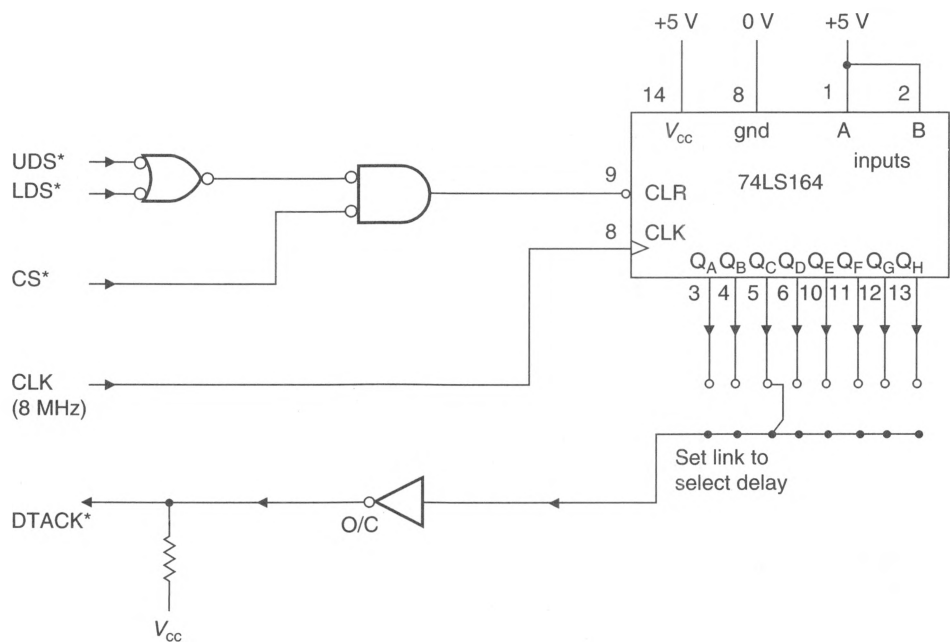 +5 V 0 V +5 V
14 8 1 2
V_cc gnd A B
inputs
74LS164
UDS*
LDS*
9 CLR
8 CLK
CS*
Q_A Q_B Q_C Q_D Q_E Q_F Q_G Q_H
3 4 5 6 10 11 12 13
CLK
(8 MHz)
Set link to
select delay
DTACK*
O/C
V_cc